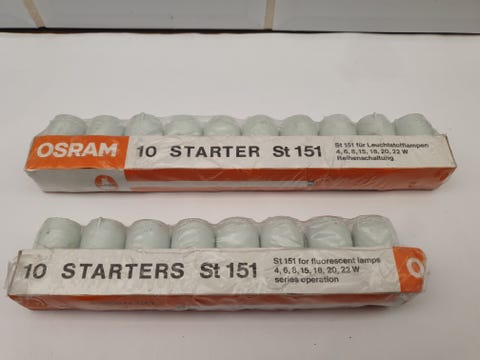 OSRAM 10 STARTER St 151
St 151 für Leuchtstofflampen
4, 6, 8, 15, 18, 20, 22 W
Reihenschaltung
10 STARTERS St 151
St 151 for fluorescent lamps
4, 6, 8, 15, 18, 20, 22 W
series operation
OS